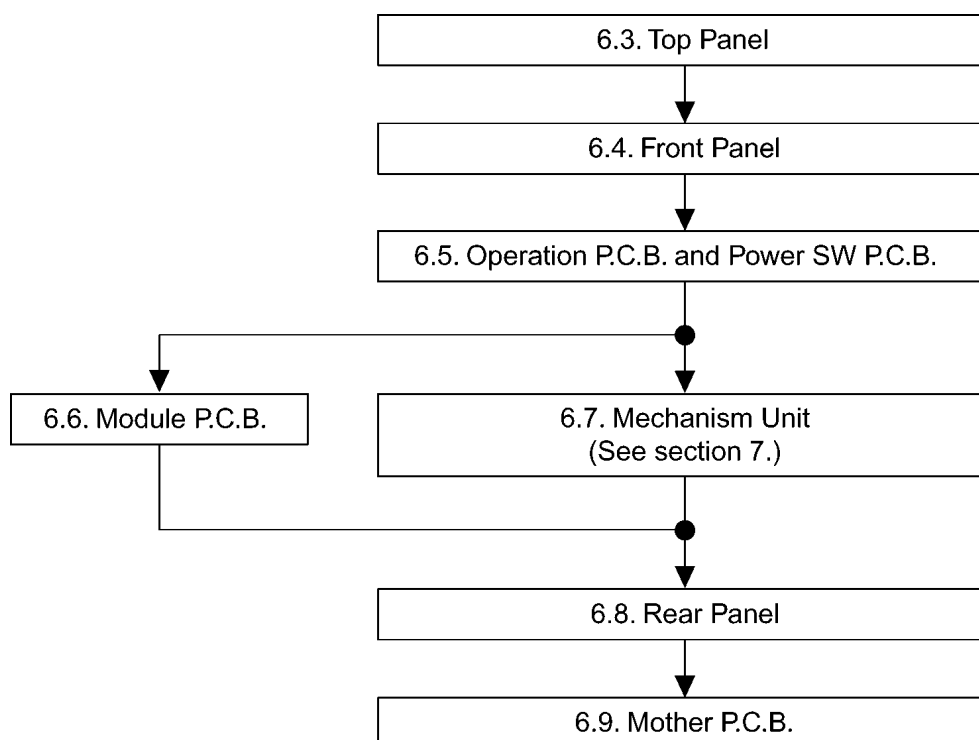 6.3. Top Panel
6.4. Front Panel
6.5. Operation P.C.B. and Power SW P.C.B.
6.6. Module P.C.B.
6.7. Mechanism Unit
(See section 7.)
6.8. Rear Panel
6.9. Mother P.C.B.